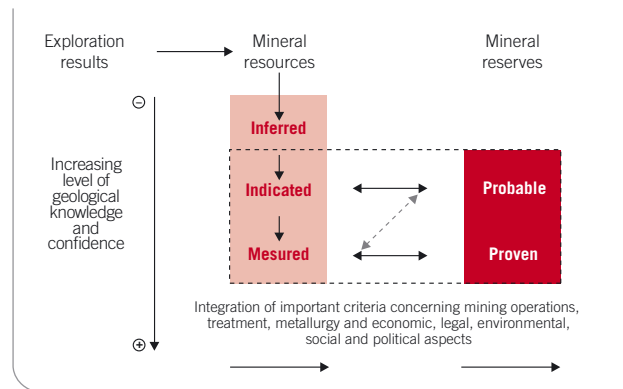 Exploration
results
Mineral
resources
Mineral
reserves
⊖
Inferred
Increasing
level of
geological
knowledge
and
confidence
Indicated
Probable
Mesured
Proven
Integration of important criteria concerning mining operations,
treatment, metallurgy and economic, legal, environmental,
social and political aspects
⊕